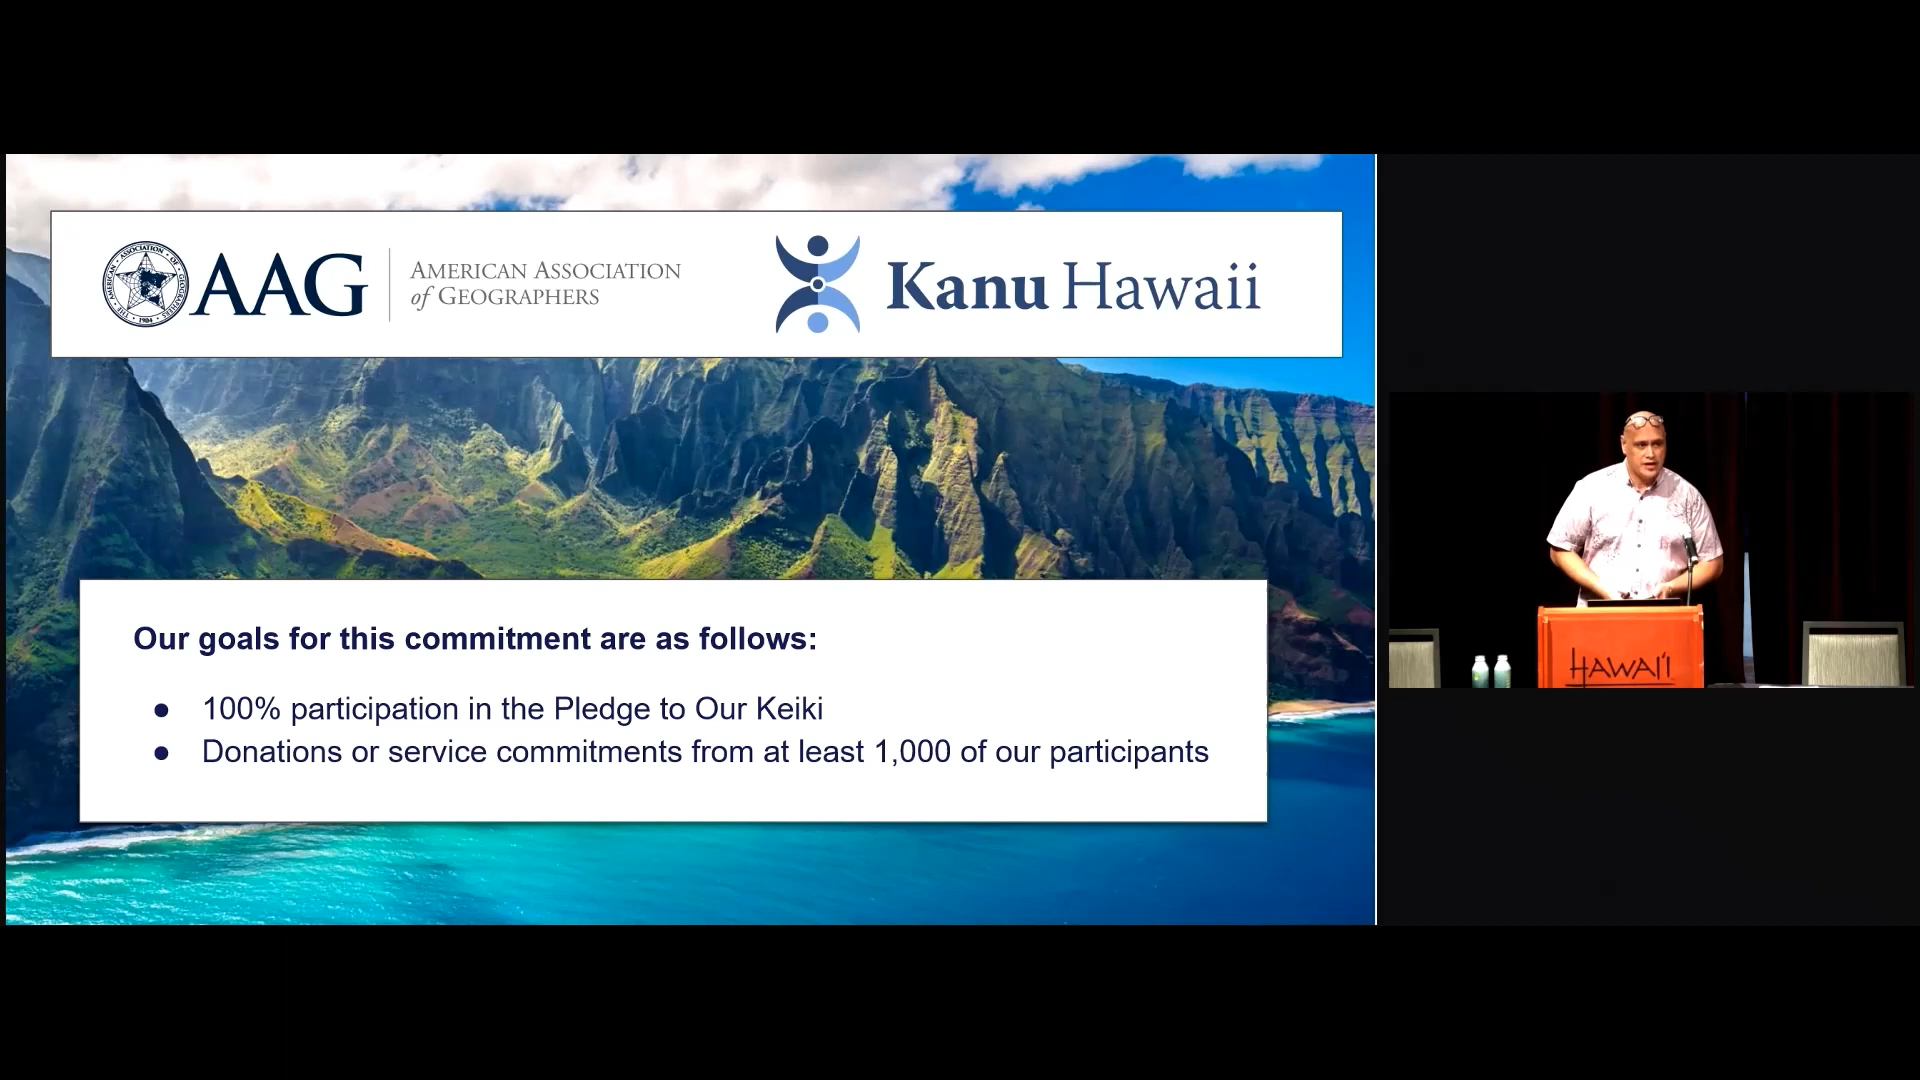 AAG
AMERICAN ASSOCIATION
of GEOGRAPHERS
Kanu Hawaii
Our goals for this commitment are as follows:
● 100% participation in the Pledge to Our Keiki
● Donations or service commitments from at least 1,000 of our participants
HAWAI'I